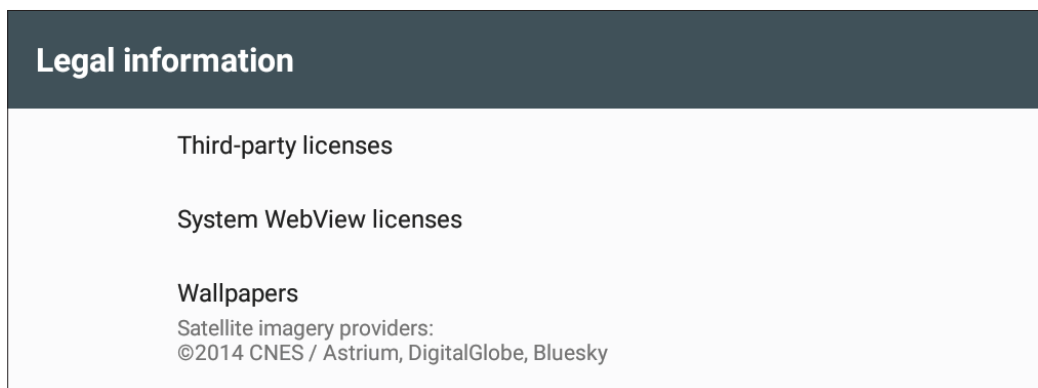 Legal information
Third-party licenses
System WebView licenses
Wallpapers
Satellite imagery providers:
©2014 CNES / Astrium, DigitalGlobe, Bluesky